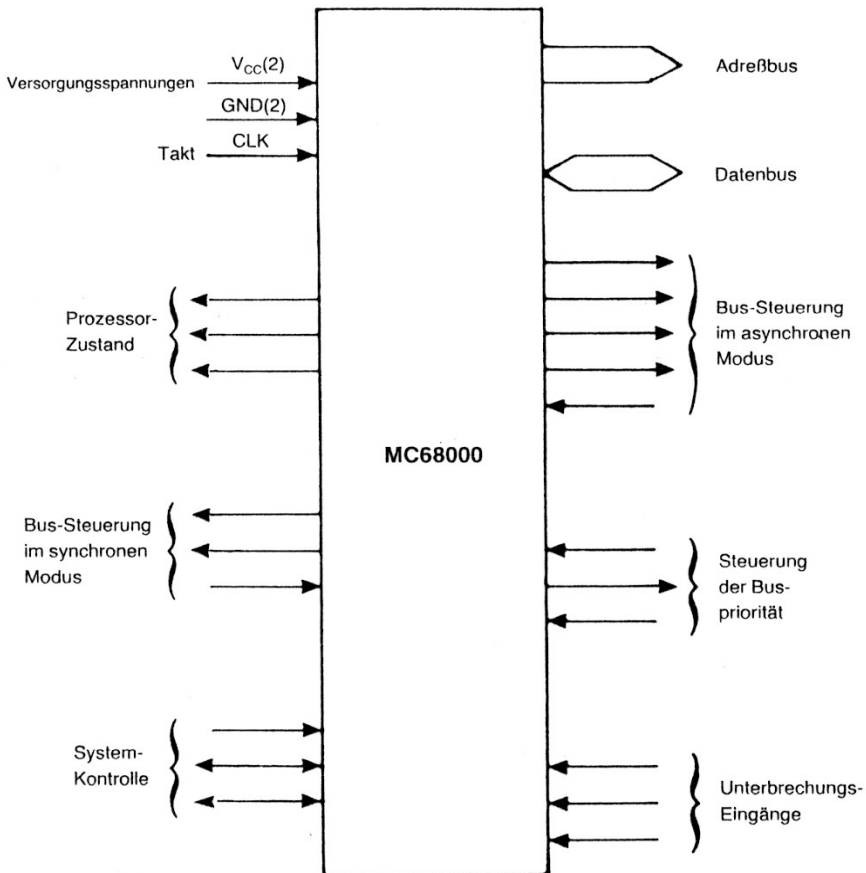 Versorgungsspannungen
V_CC(2)
GND(2)
Takt
CLK
Adreßbus
Datenbus
Prozessor-
Zustand
Bus-Steuerung
im asynchronen
Modus
MC68000
Bus-Steuerung
im synchronen
Modus
Steuerung
der Bus-
priorität
System-
Kontrolle
Unterbrechungs-
Eingänge